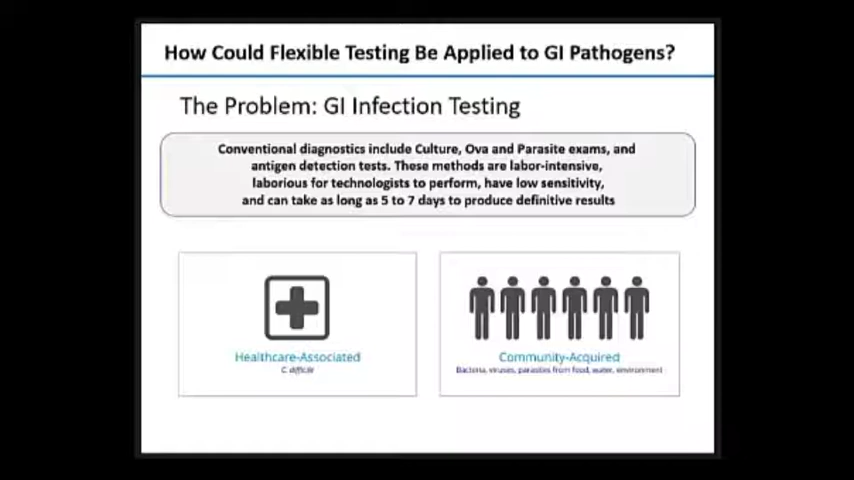 How Could Flexible Testing Be Applied to GI Pathogens?
The Problem: GI Infection Testing
Conventional diagnostics include Culture, Ova and Parasite exams, and
antigen detection tests. These methods are labor-intensive,
laborious for technologists to perform, have low sensitivity,
and can take as long as 5 to 7 days to produce definitive results
Healthcare-Associated
C. difficile
Community-Acquired
Bacteria, viruses, parasites from food, water, environment